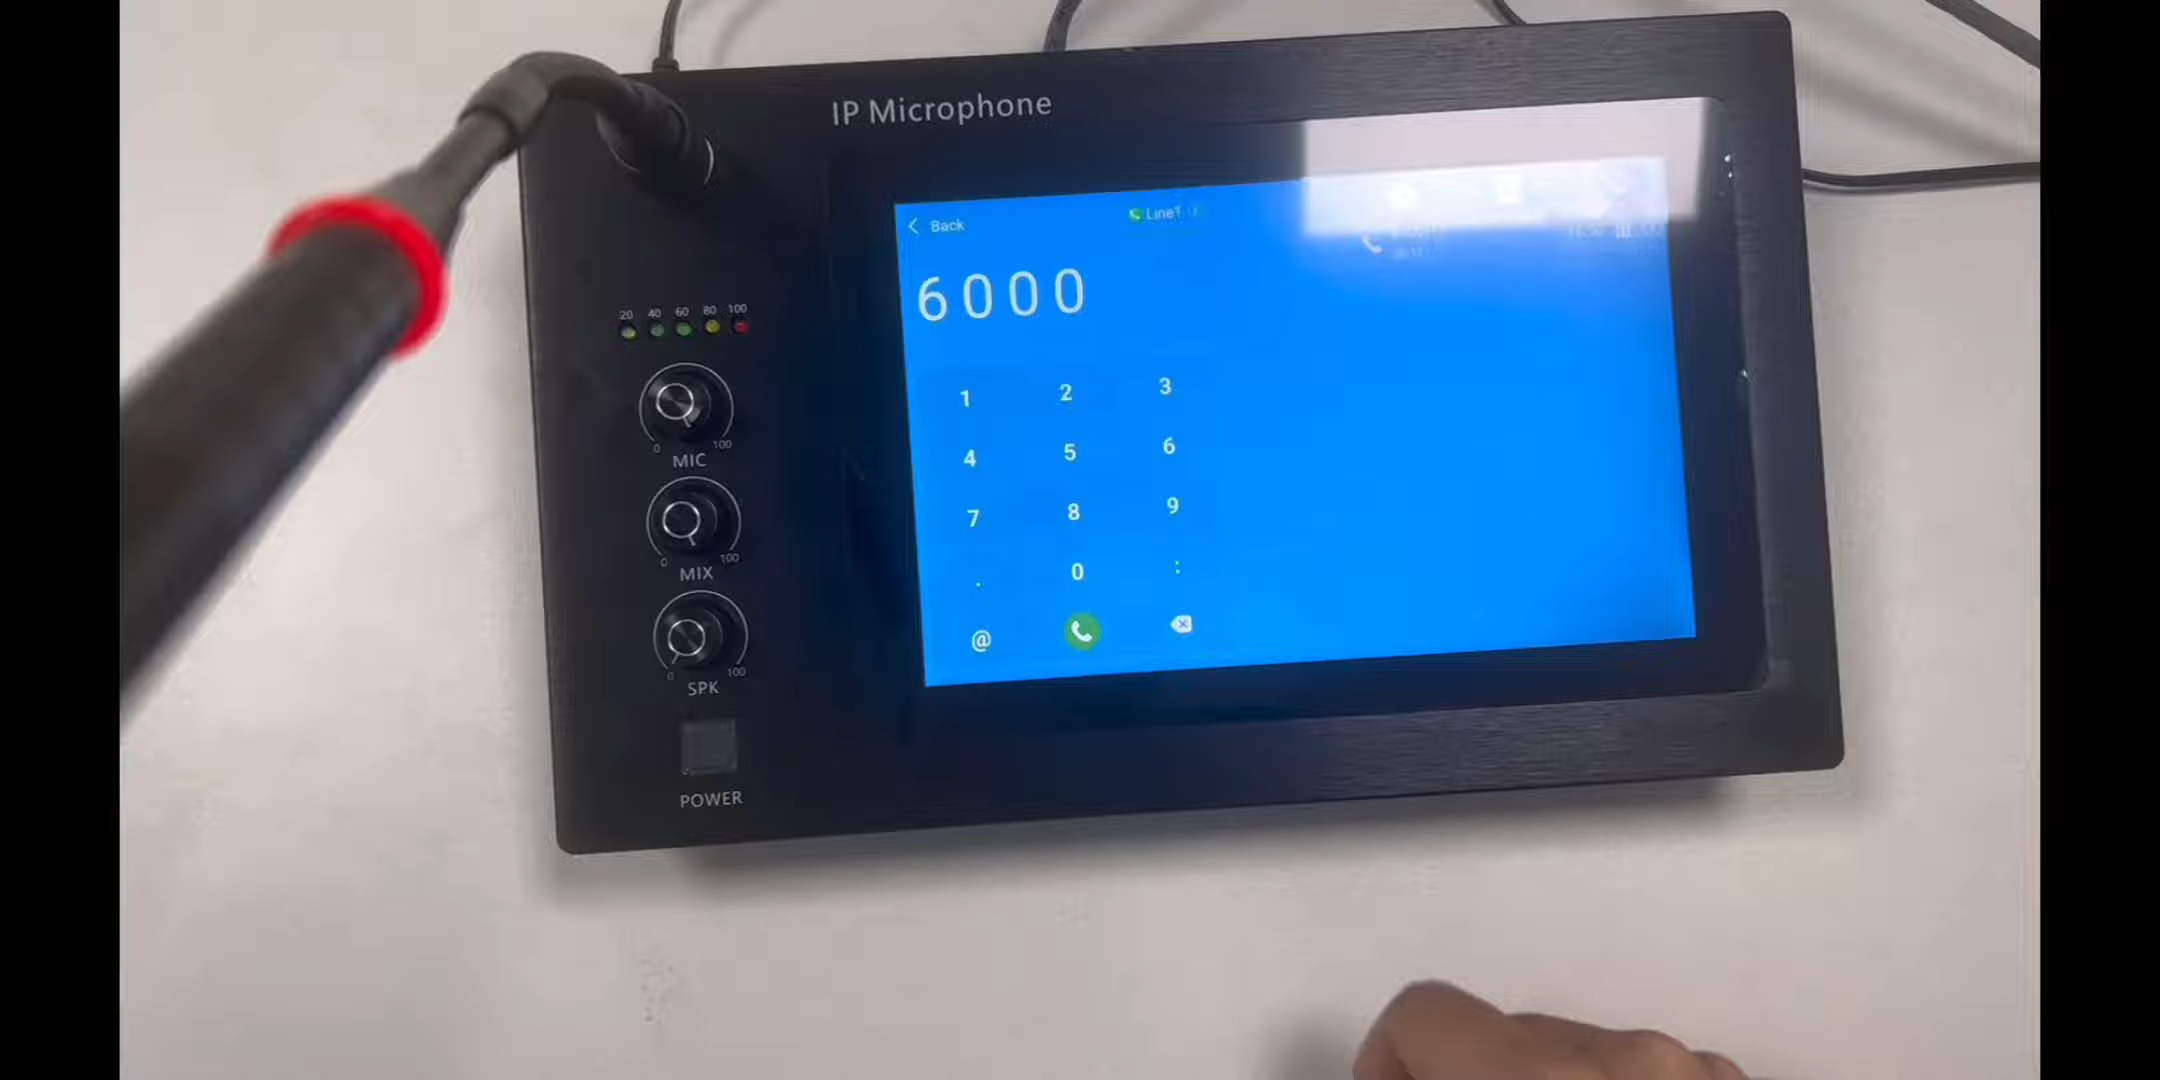 IP Microphone
< Back
Line1
6000
20 40 60 80 100
1 2 3
4 5 6
7 8 9
. 0 :
@
0 100
MIC
0 100
MIX
0 100
SPK
POWER